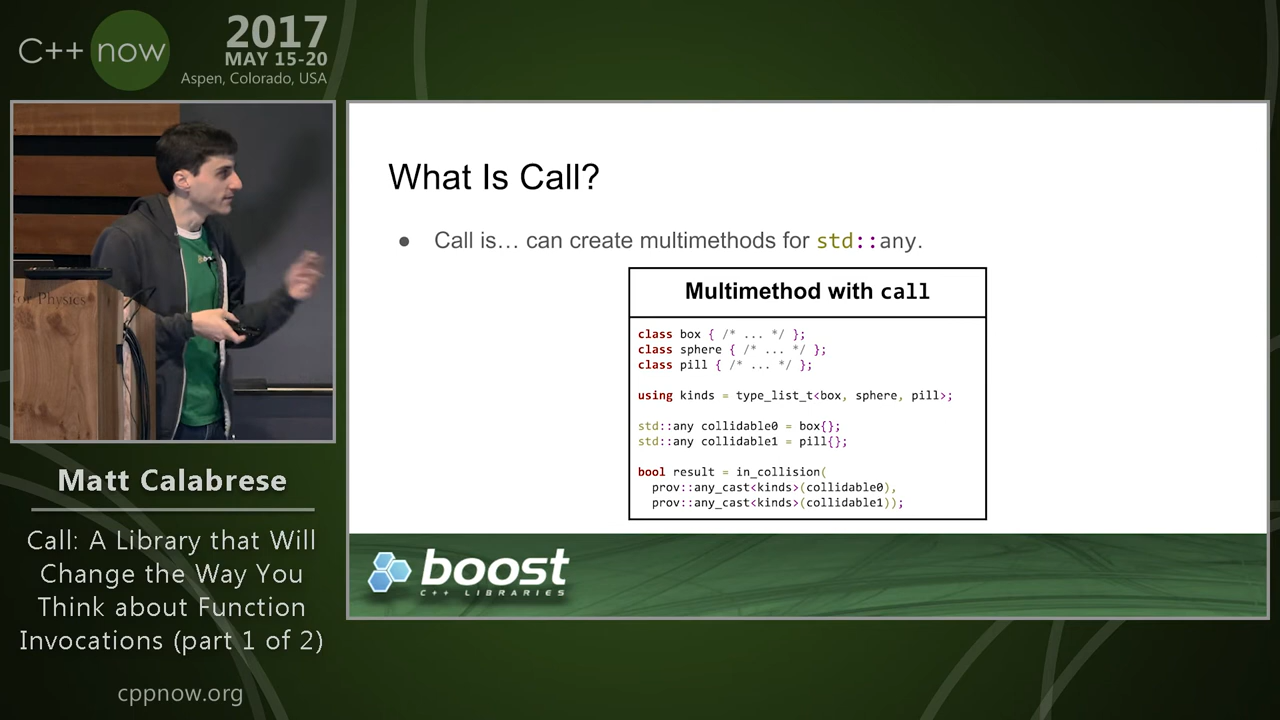 C++ now
2017
MAY 15-20
Aspen, Colorado, USA
for Physics
Matt Calabrese
Call: A Library that Will
Change the Way You
Think about Function
Invocations (part 1 of 2)
cppnow.org
What Is Call?
● Call is… can create multimethods for std::any.
Multimethod with call
class box { /* ... */ };
class sphere { /* ... */ };
class pill { /* ... */ };
using kinds = type_list_t<box, sphere, pill>;
std::any collidable0 = box{};
std::any collidable1 = pill{};
bool result = in_collision(
prov::any_cast<kinds>(collidable0),
prov::any_cast<kinds>(collidable1));
boost
C++ LIBRARIES